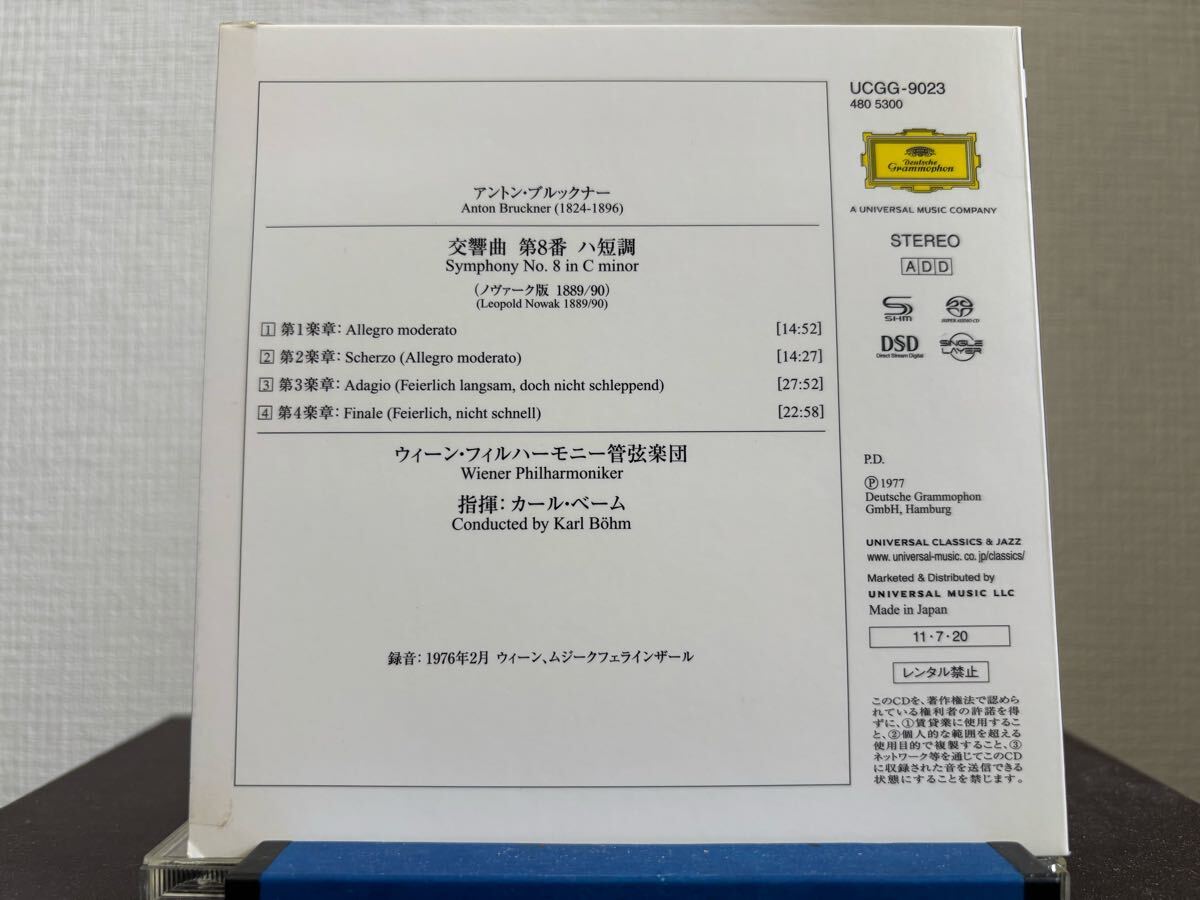 アントン・ブルックナー
Anton Bruckner (1824-1896)
交響曲 第8番 ハ短調
Symphony No. 8 in C minor
(ノヴァーク版 1889/90)
(Leopold Nowak 1889/90)
1 第1楽章: Allegro moderato [14:52]
2 第2楽章: Scherzo (Allegro moderato) [14:27]
3 第3楽章: Adagio (Feierlich langsam, doch nicht schleppend) [27:52]
4 第4楽章: Finale (Feierlich, nicht schnell) [22:58]
ウィーン・フィルハーモニー管弦楽団
Wiener Philharmoniker
指揮: カール・ベーム
Conducted by Karl Böhm
録音: 1976年2月 ウィーン、ムジークフェラインザール
UCGG-9023
480 5300
Deutsche
Grammophon
A UNIVERSAL MUSIC COMPANY
STEREO
ADD
SHM
SUPER AUDIO CD
DSD
Direct Stream Digital
SINGLE
LAYER
P.D.
Ⓟ1977
Deutsche Grammophon
GmbH, Hamburg
UNIVERSAL CLASSICS & JAZZ
www. universal-music. co. jp/classics/
Marketed & Distributed by
UNIVERSAL MUSIC LLC
Made in Japan
11・7・20
レンタル禁止
このCDを、著作権法で認めら
れている権利者の許諾を得
ずに、①賃貸業に使用するこ
と、②個人的な範囲を超える
使用目的で複製すること、③
ネットワーク等を通じてこのCD
に収録された音を送信できる
状態にすることを禁じます。